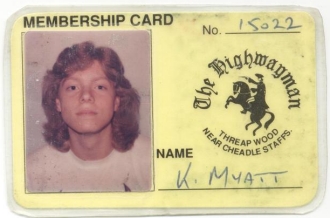 MEMBERSHIP CARD
No. 15022
The Highwayman
THREAP WOOD
NEAR CHEADLE STAFFS.
NAME
K. MYATT